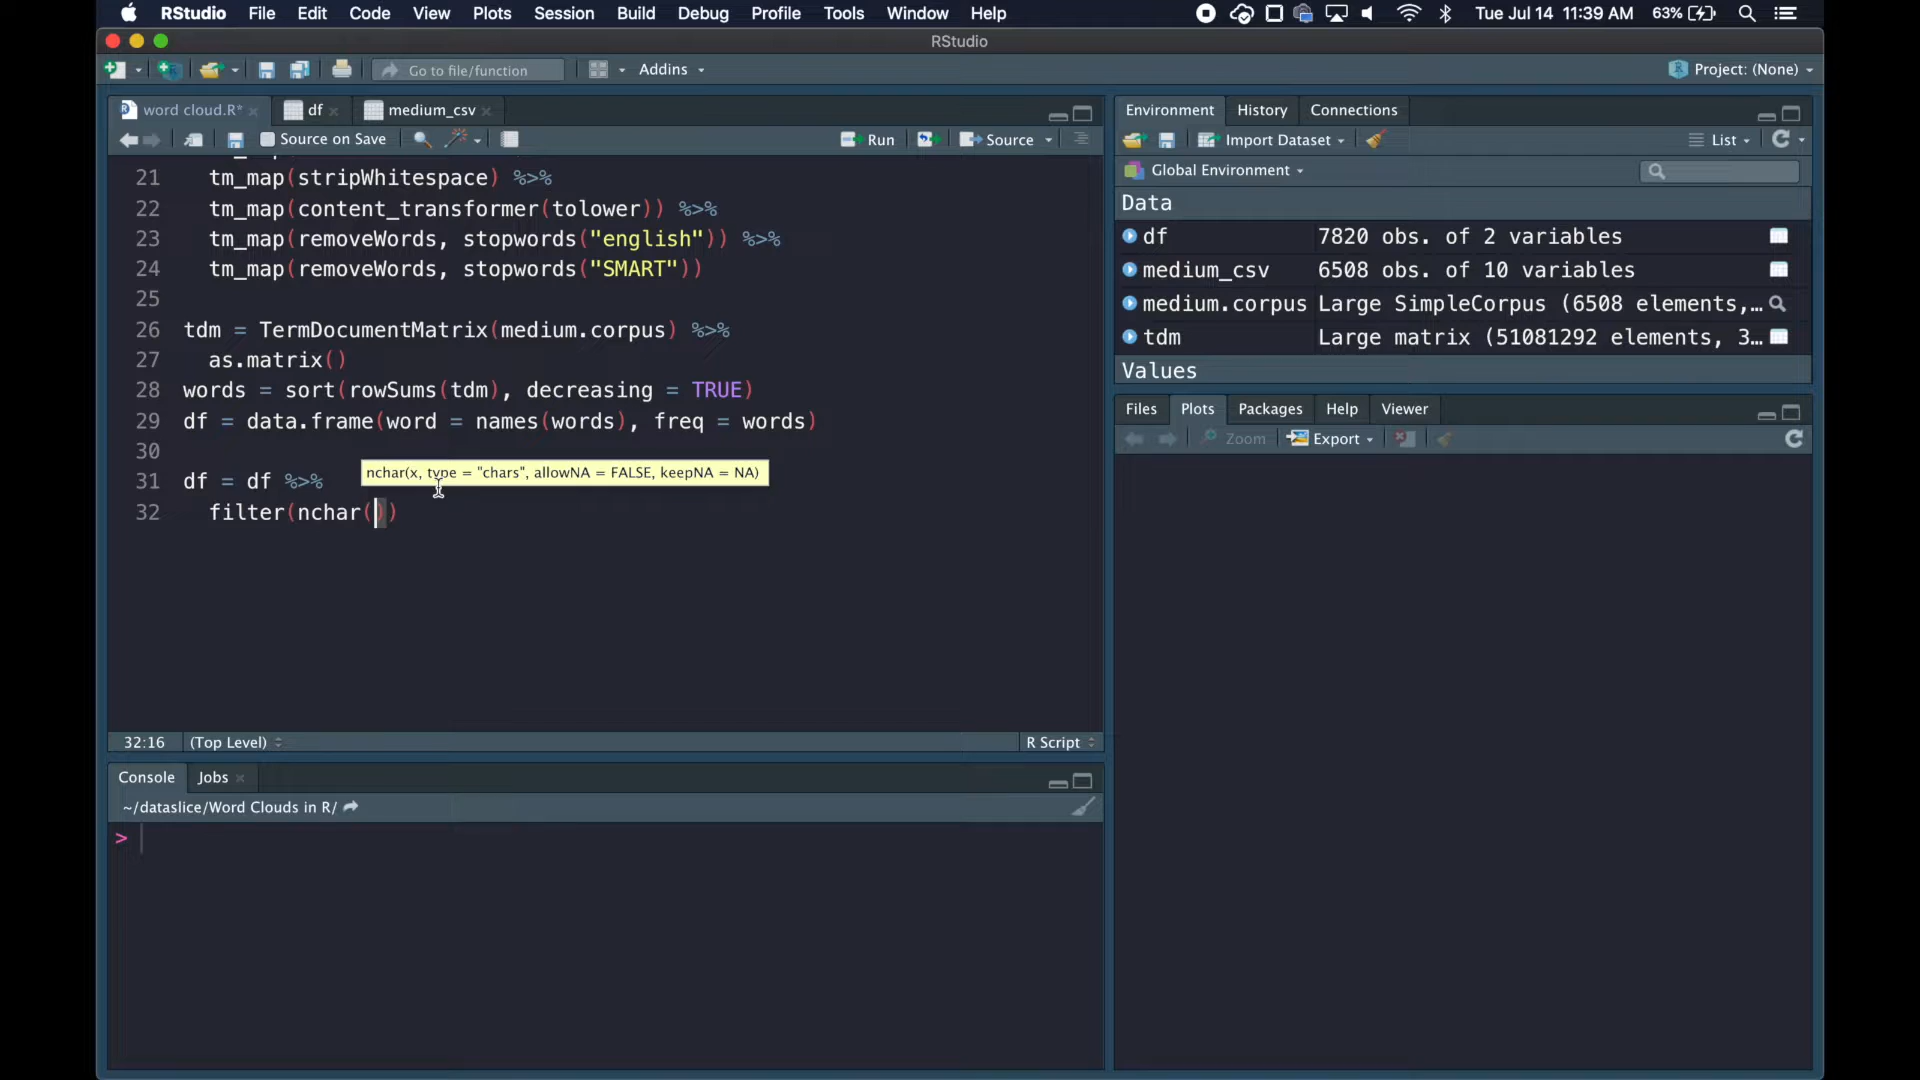 RStudio File Edit Code View Plots Session Build Debug Profile Tools Window Help Tue Jul 14 11:39 AM 63%
RStudio
Go to file/function Addins Project: (None)
word cloud.R* df medium_csv
Source on Save Run Source
21 tm_map(stripWhitespace) %>%
22 tm_map(content_transformer(tolower)) %>%
23 tm_map(removeWords, stopwords("english")) %>%
24 tm_map(removeWords, stopwords("SMART"))
25
26 tdm = TermDocumentMatrix(medium.corpus) %>%
27 as.matrix()
28 words = sort(rowSums(tdm), decreasing = TRUE)
29 df = data.frame(word = names(words), freq = words)
30
nchar(x, type = "chars", allowNA = FALSE, keepNA = NA)
31 df = df %>%
32 filter(nchar())
32:16 (Top Level) R Script
Console Jobs
~/dataslice/Word Clouds in R/
>
Environment History Connections
Import Dataset List
Global Environment
Data
df 7820 obs. of 2 variables
medium_csv 6508 obs. of 10 variables
medium.corpus Large SimpleCorpus (6508 elements,…
tdm Large matrix (51081292 elements, 3…
Values
Files Plots Packages Help Viewer
Zoom Export